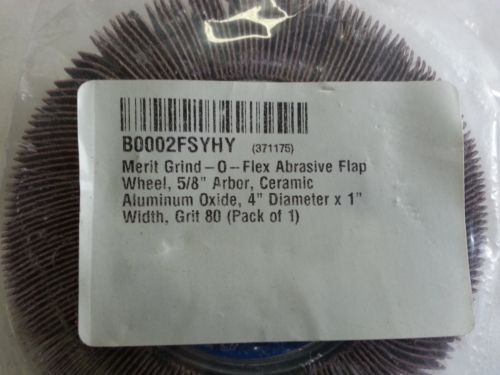 B0002FSYHY (371175)
Merit Grind-O-Flex Abrasive Flap
Wheel, 5/8" Arbor, Ceramic
Aluminum Oxide, 4" Diameter x 1"
Width, Grit 80 (Pack of 1)